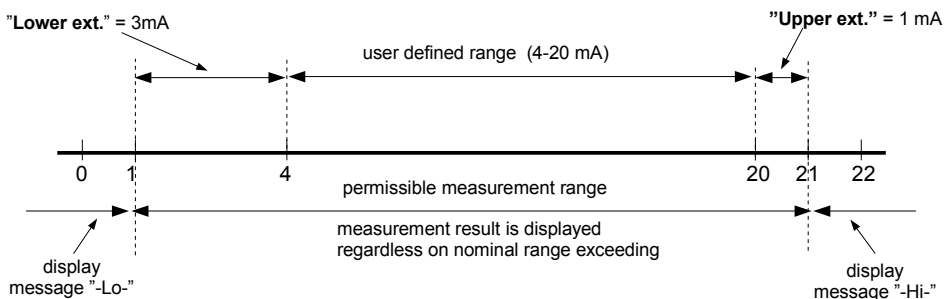 ”Lower ext.” = 3mA
”Upper ext.” = 1 mA
user defined range (4-20 mA)
0 1 4 20 21 22
permissible measurement range
measurement result is displayed
regardless on nominal range exceeding
display
message ”-Lo-”
display
message ”-Hi-”